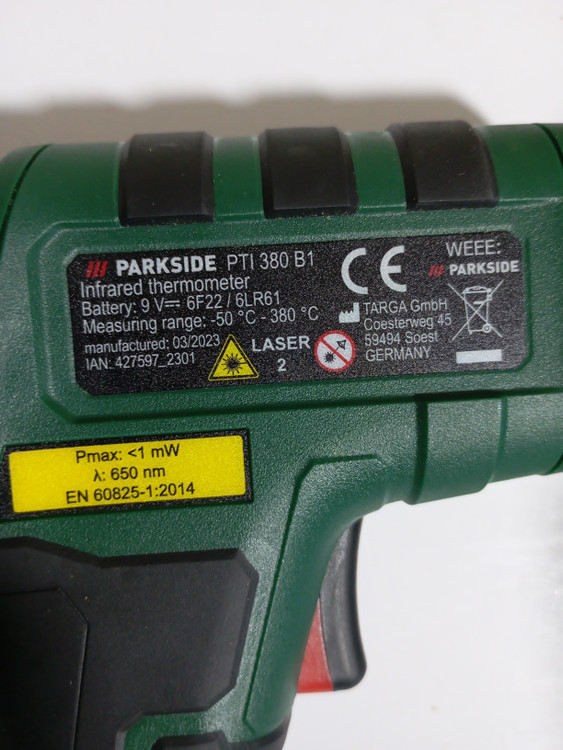 PARKSIDE PTI 380 B1
Infrared thermometer
Battery: 9 V⎓ 6F22 / 6LR61
Measuring range: -50 °C - 380 °C
manufactured: 03/2023
IAN: 427597_2301
LASER
2
CE
TARGA GmbH
Coesterweg 45
59494 Soest
GERMANY
WEEE:
PARKSIDE
Pmax: <1 mW
λ: 650 nm
EN 60825-1:2014